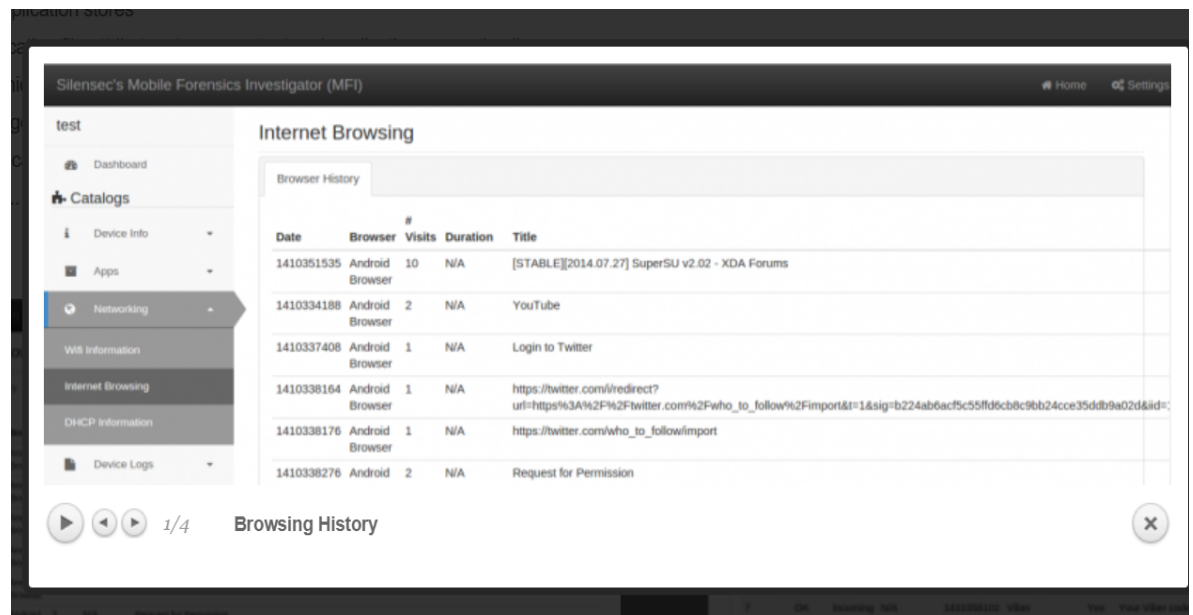 plication stores
Silensec's Mobile Forensics Investigator (MFI)
Home
Settings
test
Dashboard
Catalogs
Device Info
Apps
Networking
Wifi Information
Internet Browsing
DHCP Information
Device Logs
Internet Browsing
Browser History
Date Browser # Visits Duration Title
1410351535 Android Browser 10 N/A [STABLE][2014.07.27] SuperSU v2.02 - XDA Forums
1410334188 Android Browser 2 N/A YouTube
1410337408 Android Browser 1 N/A Login to Twitter
1410338164 Android Browser 1 N/A https://twitter.com/i/redirect?
url=https%3A%2F%2Ftwitter.com%2Fwho_to_follow%2Fimport&t=1&sig=b224ab6acf5c55ffd6cb8c9bb24cce35ddb9a02d&iid=
1410338176 Android Browser 1 N/A https://twitter.com/who_to_follow/import
1410338276 Android 2 N/A Request for Permission
1/4
Browsing History